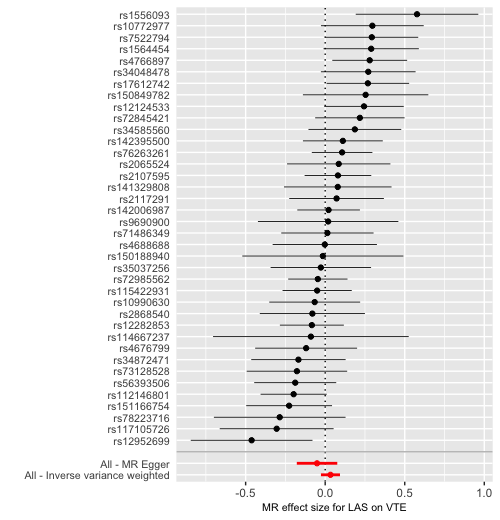 rs1556093
rs10772977
rs7522794
rs1564454
rs4766897
rs34048478
rs17612742
rs150849782
rs12124533
rs72845421
rs34585560
rs142395500
rs76263261
rs2065524
rs2107595
rs141329808
rs2117291
rs142006987
rs9690900
rs71486349
rs4688688
rs150188940
rs35037256
rs72985562
rs115422931
rs10990630
rs2868540
rs12282853
rs114667237
rs4676799
rs34872471
rs73128528
rs56393506
rs112146801
rs151166754
rs78223716
rs117105726
rs12952699
All - MR Egger
All - Inverse variance weighted
-0.5 0.0 0.5 1.0
MR effect size for LAS on VTE